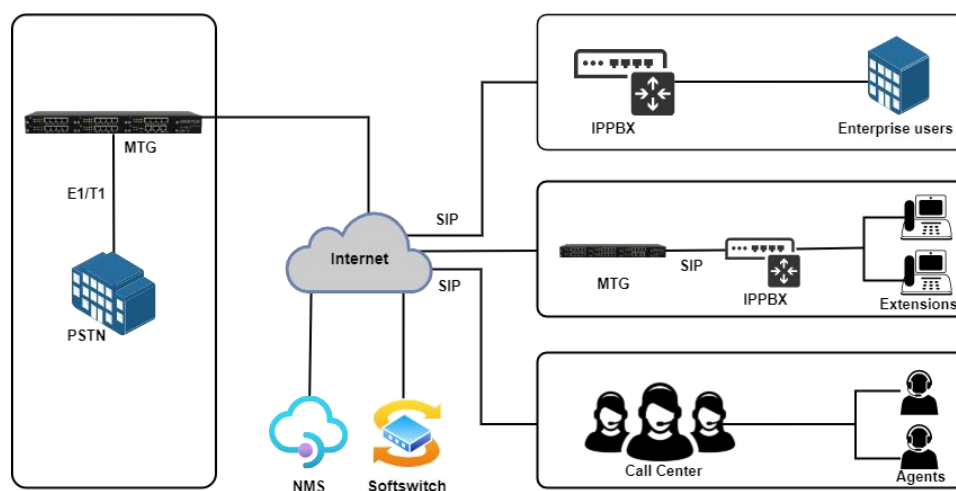 MTG
E1/T1
PSTN
Internet
SIP
SIP
NMS
Softswitch
IPPBX
Enterprise users
MTG
SIP
IPPBX
Extensions
Call Center
Agents